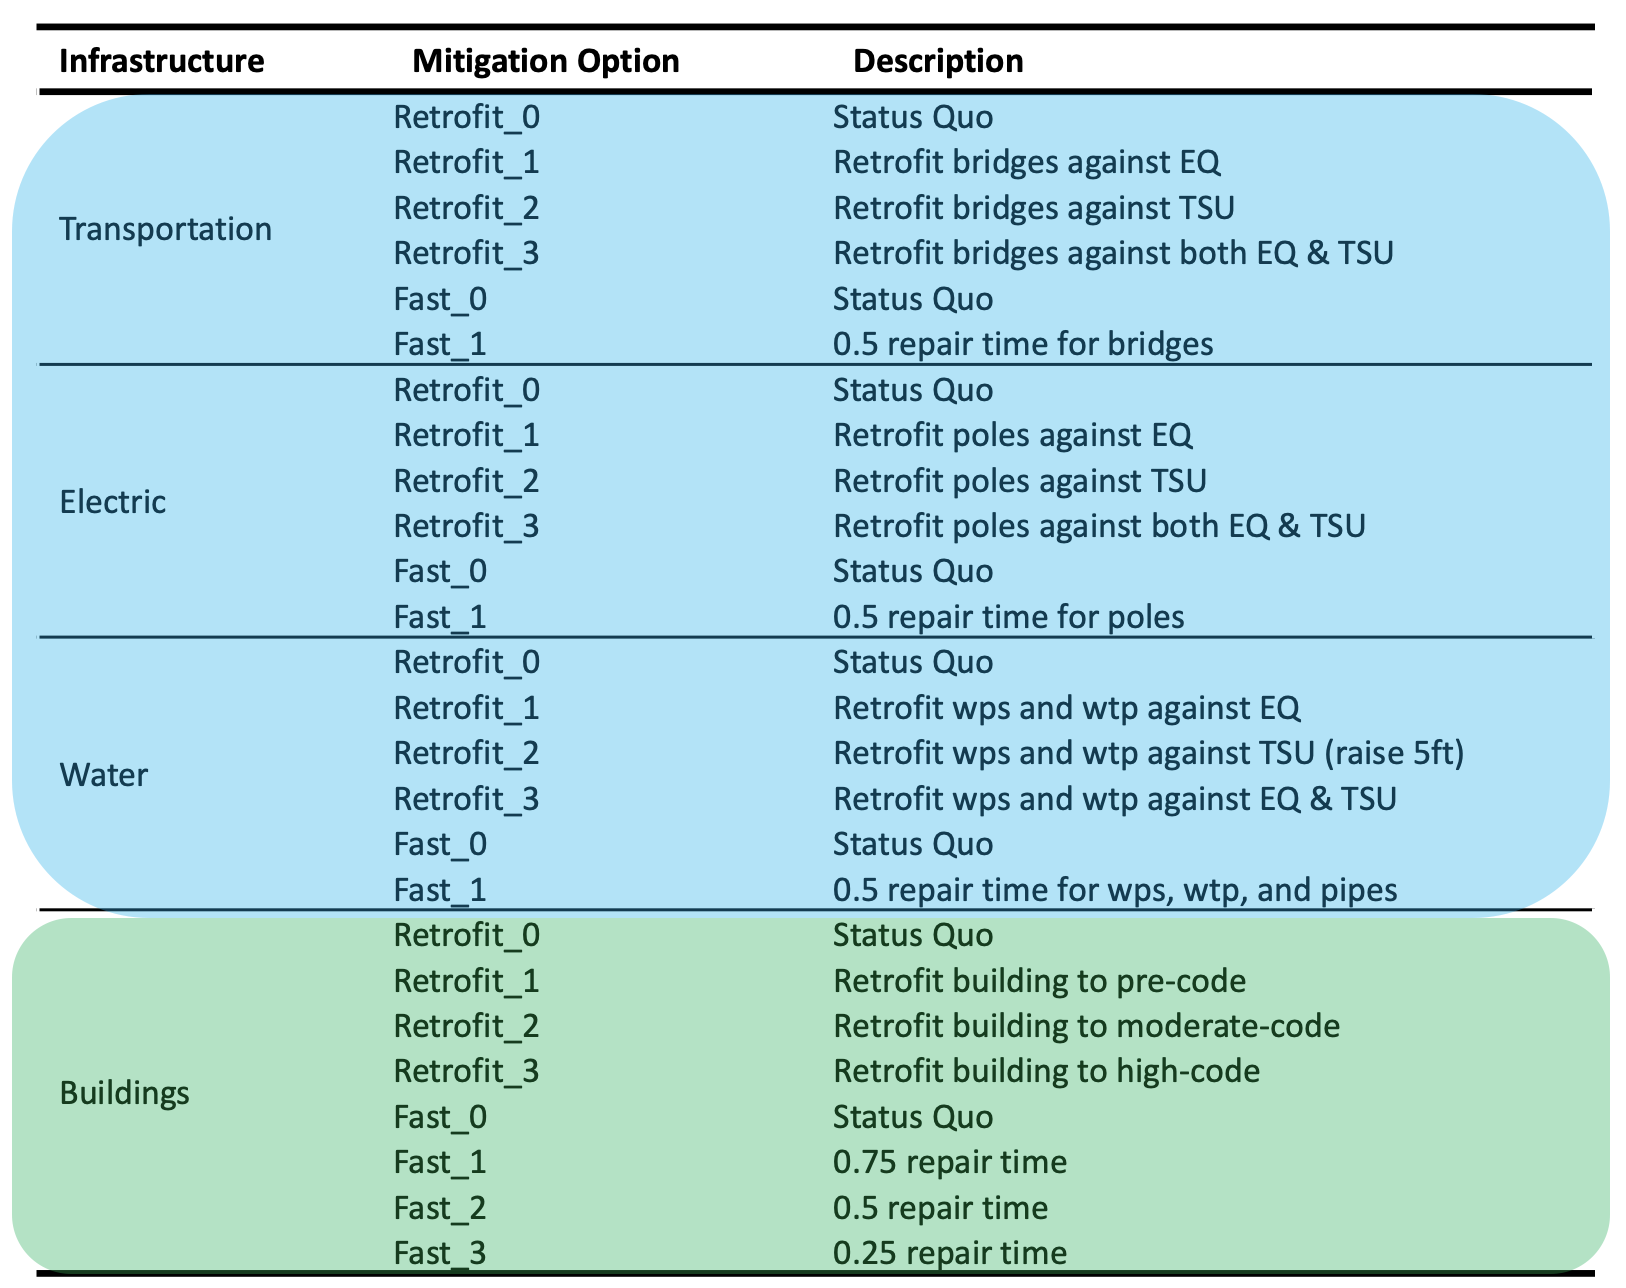 Infrastructure Mitigation Option Description
Retrofit_0 Status Quo
Retrofit_1 Retrofit bridges against EQ
Retrofit_2 Retrofit bridges against TSU
Transportation
Retrofit_3 Retrofit bridges against both EQ & TSU
Fast_0 Status Quo
Fast_1 0.5 repair time for bridges
Retrofit_0 Status Quo
Retrofit_1 Retrofit poles against EQ
Retrofit_2 Retrofit poles against TSU
Electric
Retrofit_3 Retrofit poles against both EQ & TSU
Fast_0 Status Quo
Fast_1 0.5 repair time for poles
Retrofit_0 Status Quo
Retrofit_1 Retrofit wps and wtp against EQ
Retrofit_2 Retrofit wps and wtp against TSU (raise 5ft)
Water
Retrofit_3 Retrofit wps and wtp against EQ & TSU
Fast_0 Status Quo
Fast_1 0.5 repair time for wps, wtp, and pipes
Retrofit_0 Status Quo
Retrofit_1 Retrofit building to pre-code
Retrofit_2 Retrofit building to moderate-code
Retrofit_3 Retrofit building to high-code
Buildings
Fast_0 Status Quo
Fast_1 0.75 repair time
Fast_2 0.5 repair time
Fast_3 0.25 repair time